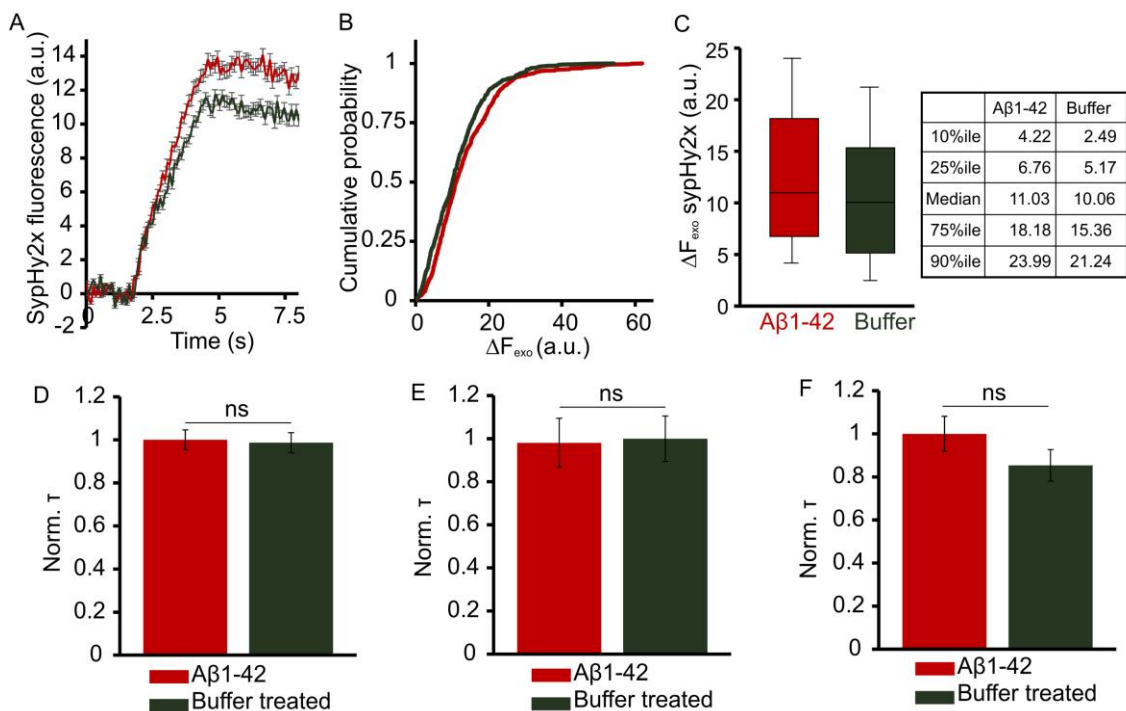 A
SypHy2x fluorescence (a.u.)
14
12
10
8
6
4
2
0
-2
0
2.5
5
7.5
Time (s)
B
Cumulative probability
1
0.75
0.5
0.25
0
0
20
40
60
ΔFexo (a.u.)
C
ΔFexo sypHy2x (a.u.)
25
20
15
10
5
0
Aβ1-42 Buffer
Aβ1-42 Buffer
10%ile 4.22 2.49
25%ile 6.76 5.17
Median 11.03 10.06
75%ile 18.18 15.36
90%ile 23.99 21.24
D
Norm. τ
1.2
1
0.8
0.6
0.4
0.2
0
ns
Aβ1-42
Buffer treated
E
Norm. τ
1.2
1
0.8
0.6
0.4
0.2
0
ns
Aβ1-42
Buffer treated
F
Norm. τ
1.2
1
0.8
0.6
0.4
0.2
0
ns
Aβ1-42
Buffer treated